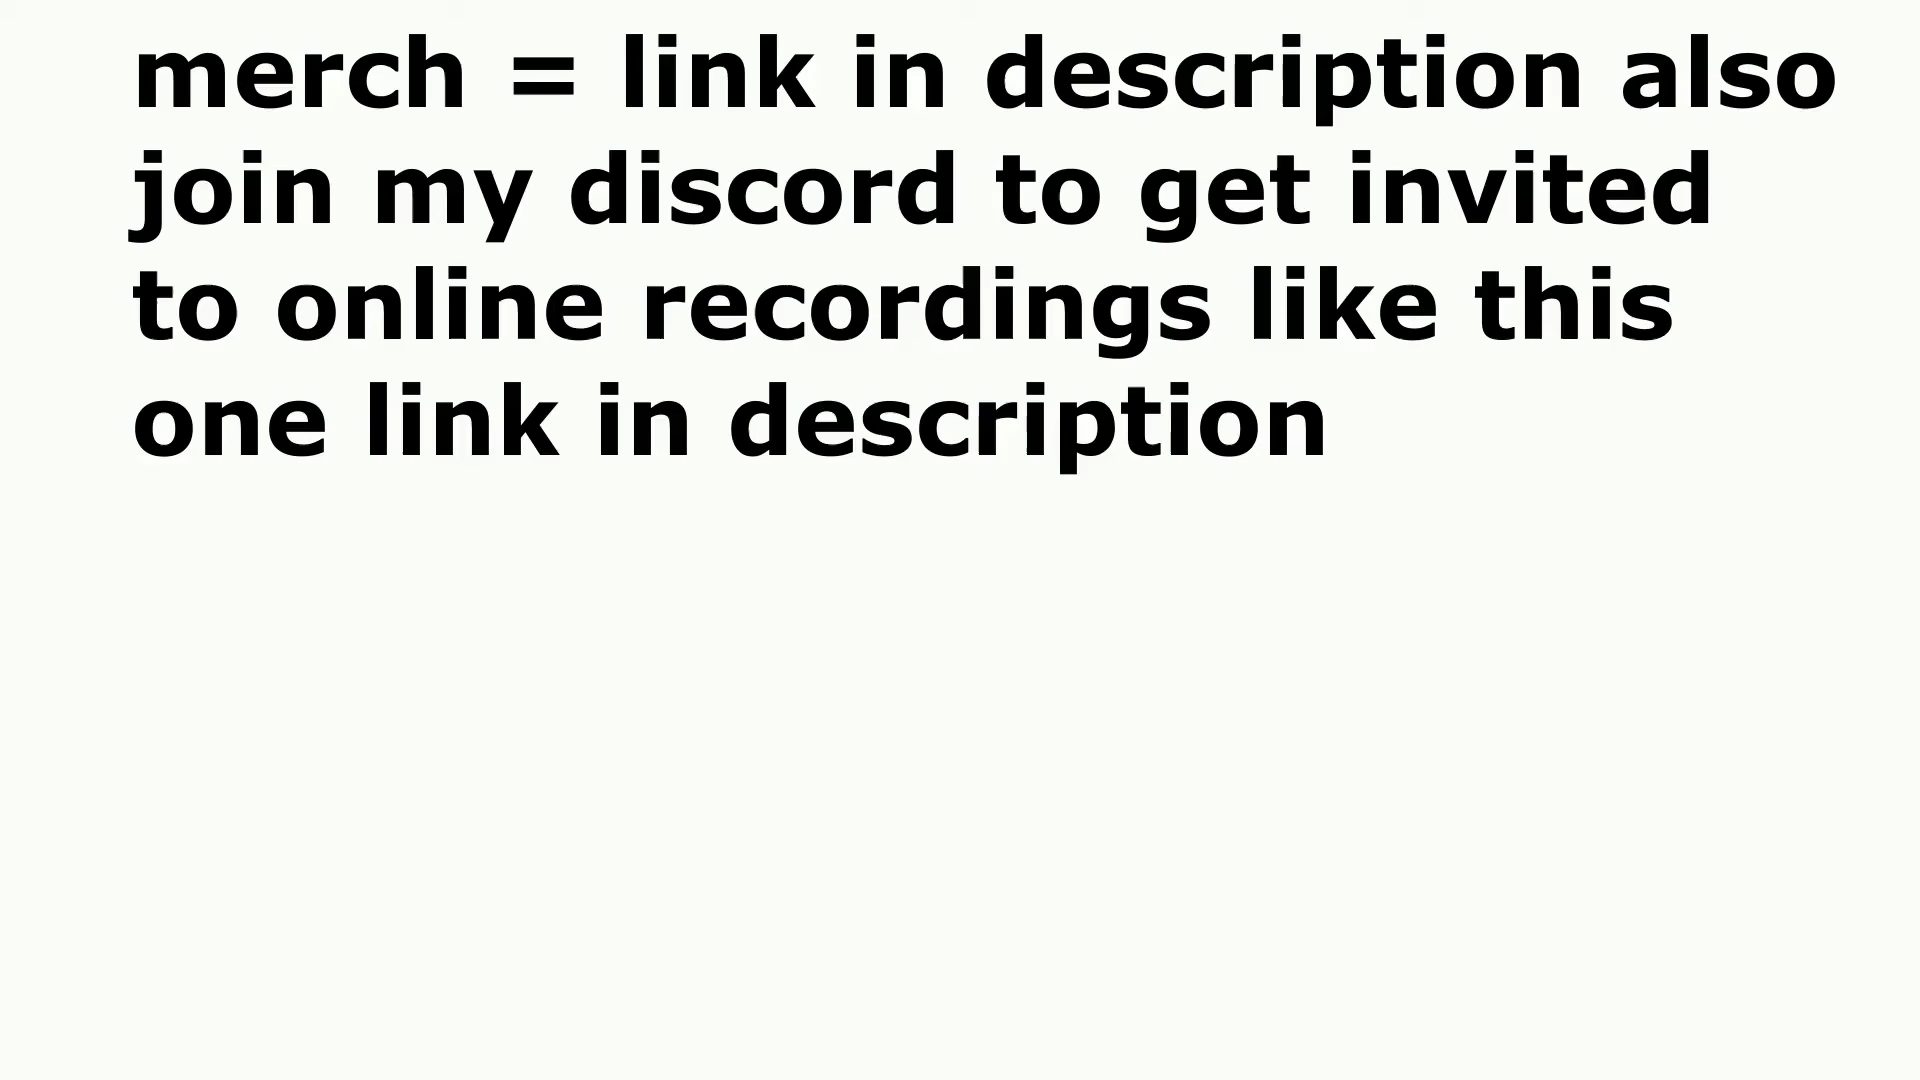 merch = link in description also
join my discord to get invited
to online recordings like this
one link in description